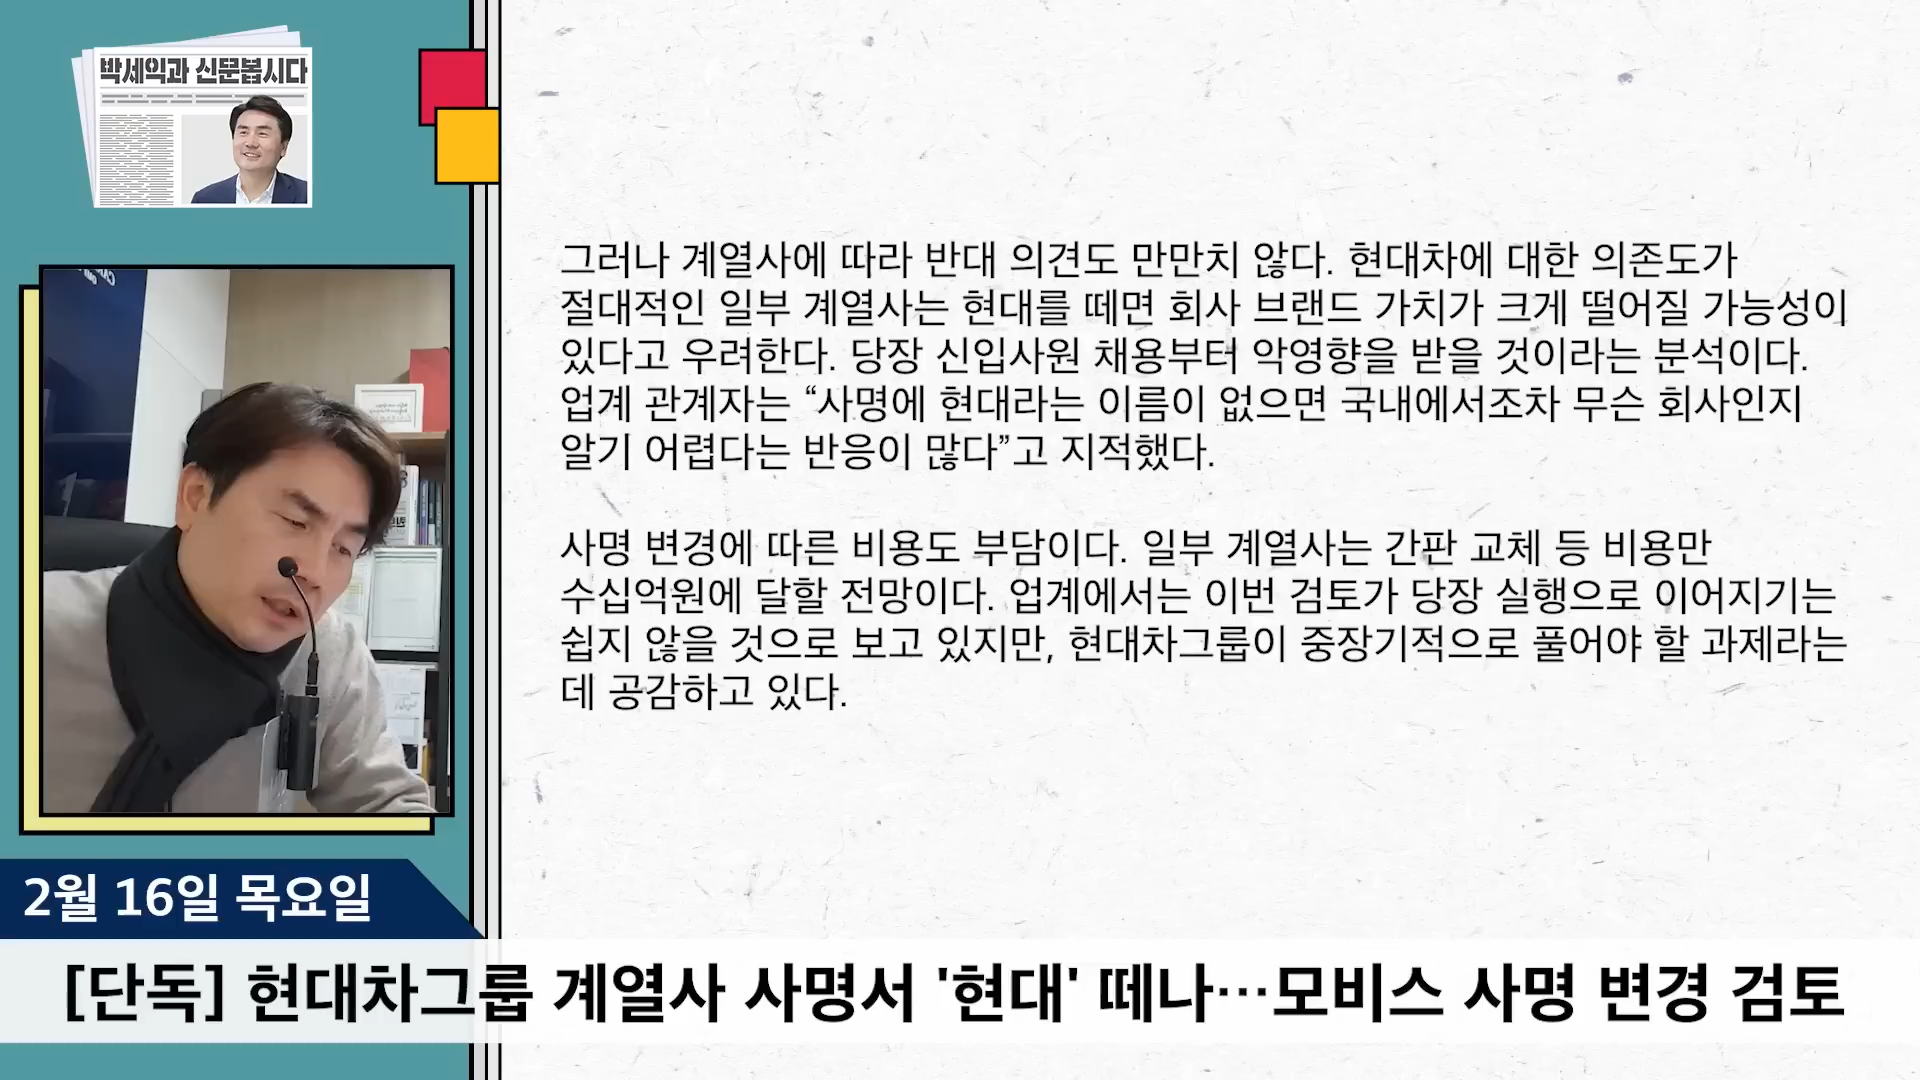 박세익과 신문봅시다
그러나 계열사에 따라 반대 의견도 만만치 않다. 현대차에 대한 의존도가
절대적인 일부 계열사는 현대를 떼면 회사 브랜드 가치가 크게 떨어질 가능성이
있다고 우려한다. 당장 신입사원 채용부터 악영향을 받을 것이라는 분석이다.
업계 관계자는 “사명에 현대라는 이름이 없으면 국내에서조차 무슨 회사인지
알기 어렵다는 반응이 많다”고 지적했다.
사명 변경에 따른 비용도 부담이다. 일부 계열사는 간판 교체 등 비용만
수십억원에 달할 전망이다. 업계에서는 이번 검토가 당장 실행으로 이어지기는
쉽지 않을 것으로 보고 있지만, 현대차그룹이 중장기적으로 풀어야 할 과제라는
데 공감하고 있다.
2월 16일 목요일
[단독] 현대차그룹 계열사 사명서 '현대' 떼나…모비스 사명 변경 검토